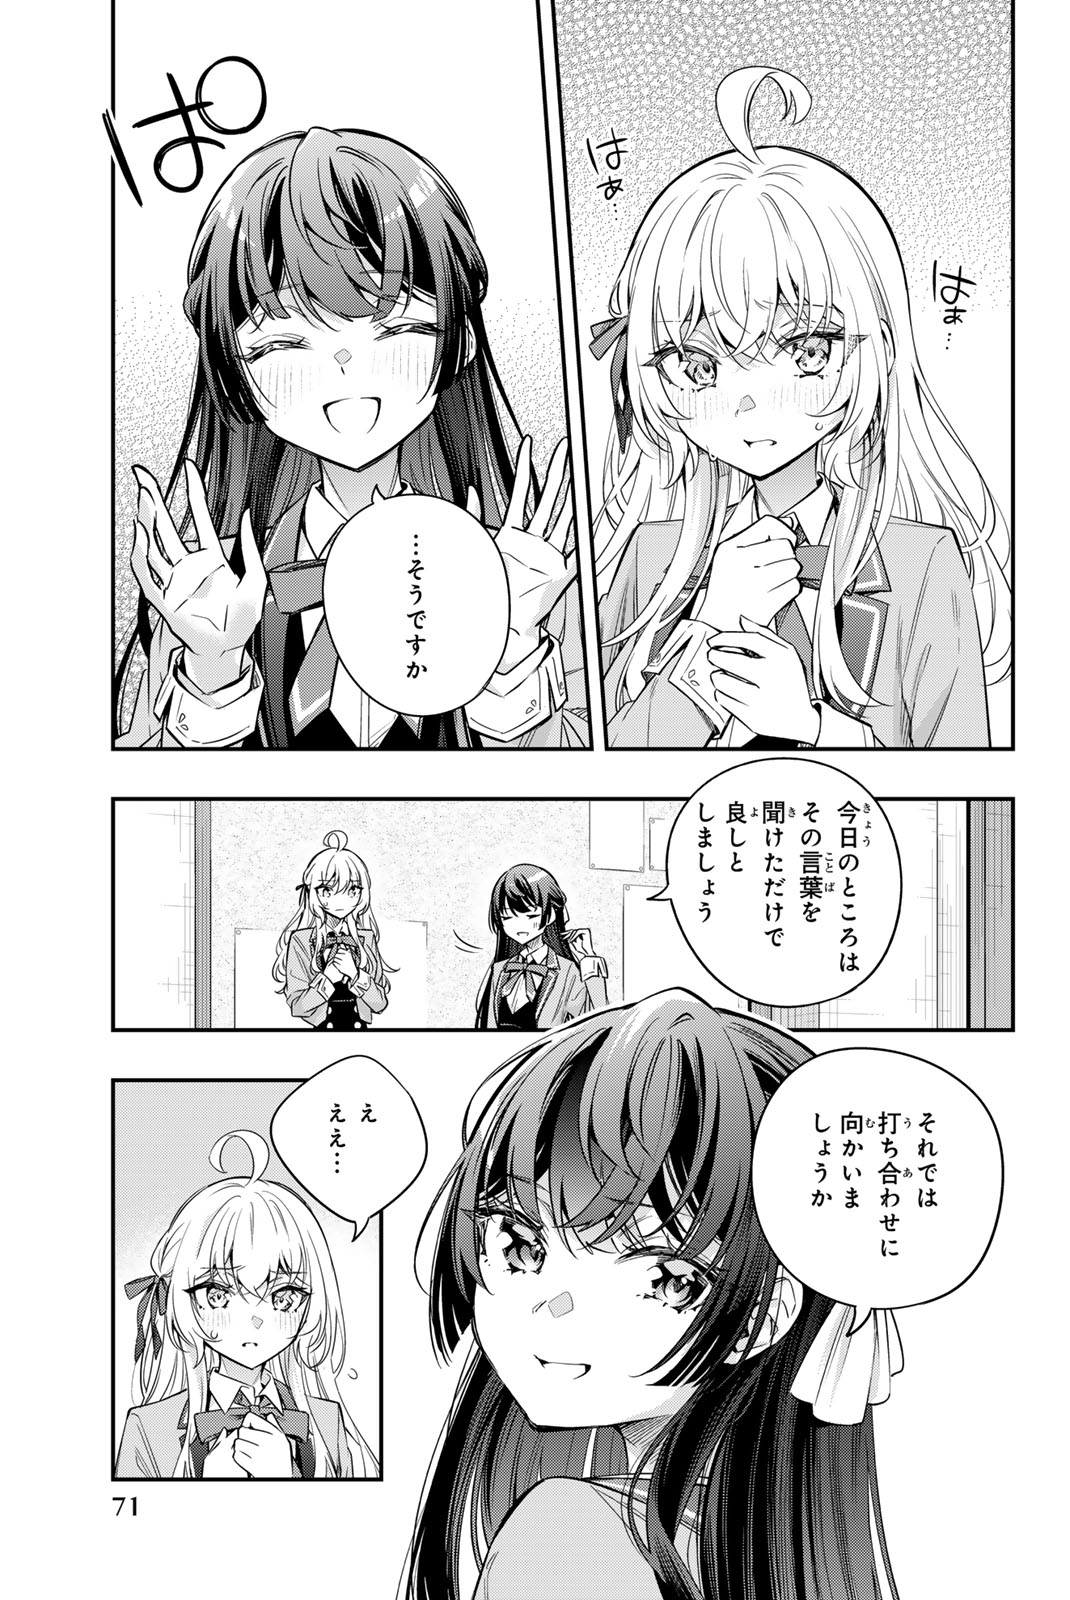 はぁ…
はぁ…
ぱ
…そうですか
今日のところは
その言葉を
聞けただけで
良しと
しましょう
それでは
打ち合わせに
向かいま
しょうか
え
ええ…
71